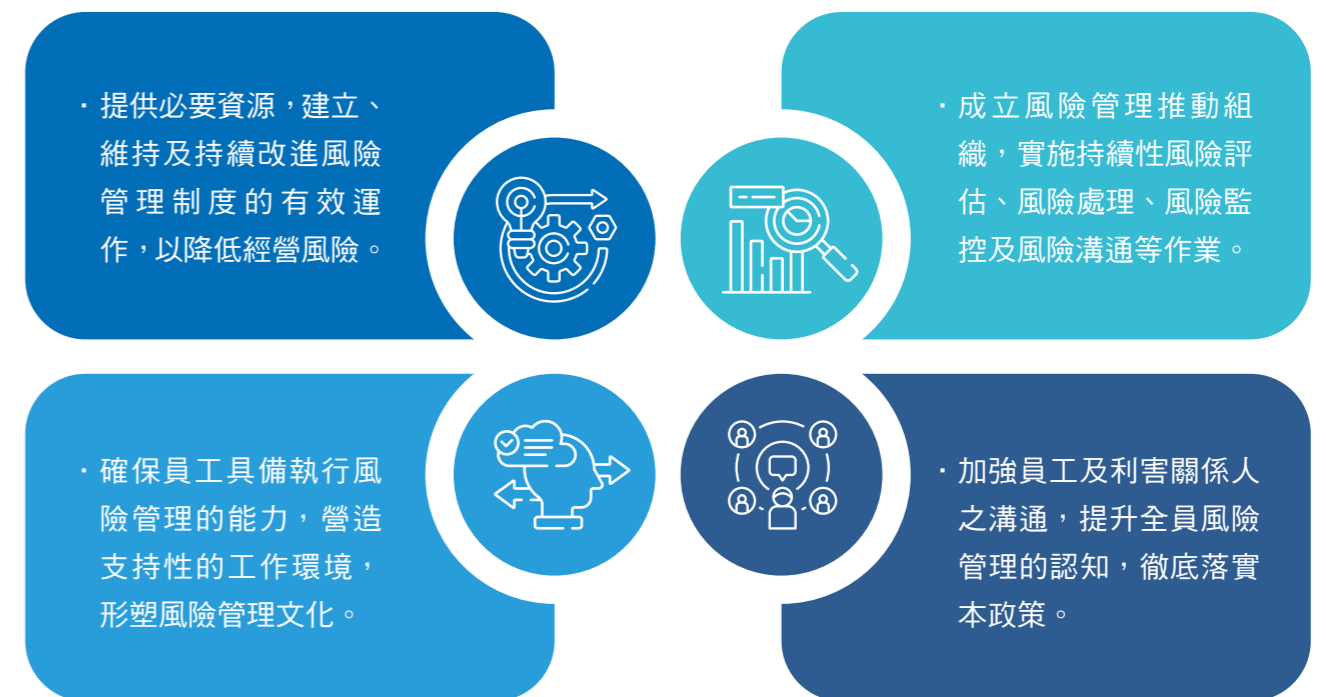 ·提供必要資源，建立、
維持及持續改進風險
管理制度的有效運
作，以降低經營風險。
·成立風險管理推動組
織，實施持續性風險評
估、風險處理、風險監
控及風險溝通等作業。
·確保員工具備執行風
險管理的能力，營造
支持性的工作環境，
形塑風險管理文化。
·加強員工及利害關係人
之溝通，提升全員風險
管理的認知，徹底落實
本政策。